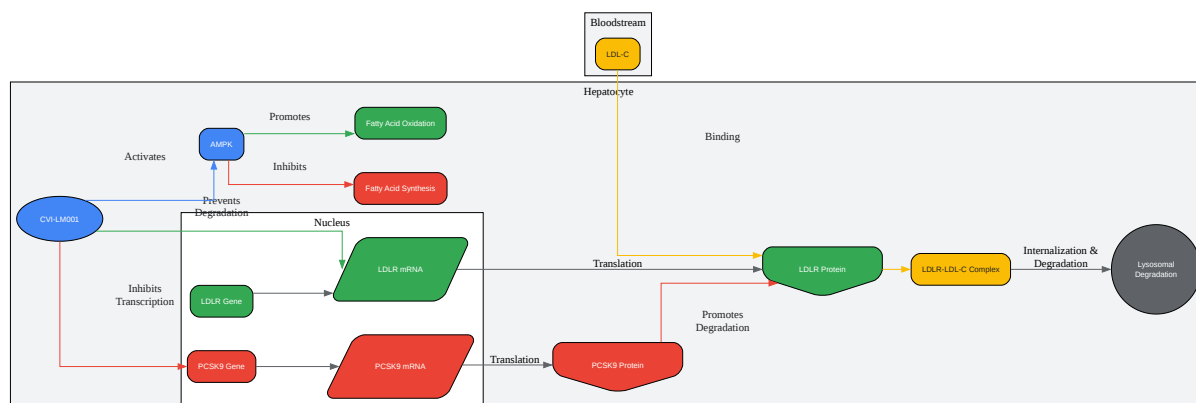 Bloodstream
LDL-C
Hepatocyte
Promotes
Fatty Acid Oxidation
Binding
AMPK
Activates
Inhibits
Fatty Acid Synthesis
Prevents
Degradation
CVI-LM001
Nucleus
LDLR mRNA
Translation
LDLR Protein
LDLR-LDL-C Complex
Internalization &
Degradation
Lysosomal
Degradation
Inhibits
Transcription
LDLR Gene
Promotes
Degradation
PCSK9 Gene
PCSK9 mRNA
Translation
PCSK9 Protein